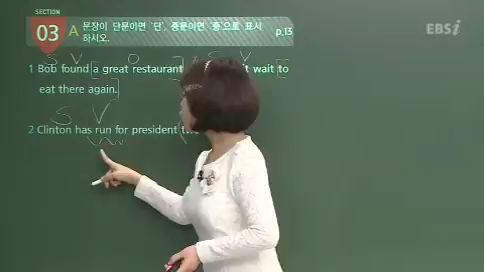 SECTION
03 A 문장이 단문이면 '단', 중문이면 '중'으로 표시
하시오.
p.13
EBSi
S V O S V
1 Bob found a great restaurant wait to
eat there again.
S V
2 Clinton has run for president